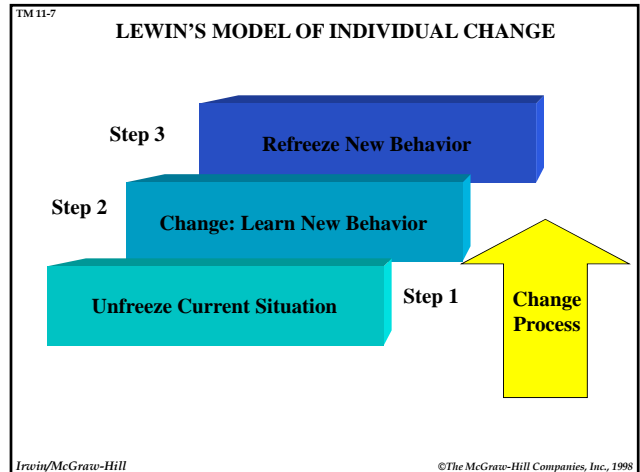 TM 11-7
LEWIN'S MODEL OF INDIVIDUAL CHANGE
Step 3
Refreeze New Behavior
Step 2
Change: Learn New Behavior
Unfreeze Current Situation
Step 1
Change
Process
Irwin/McGraw-Hill
©The McGraw-Hill Companies, Inc., 1998